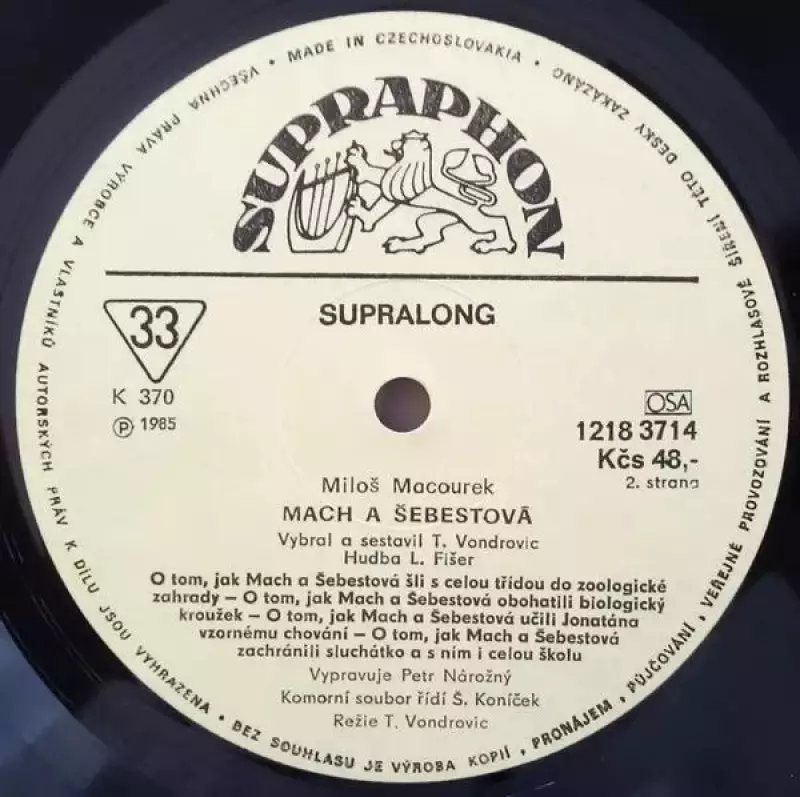 MADE IN CZECHOSLOVAKIA • VŠECHNA PRÁVA VÝROBCE A VLASTNÍKŮ AUTORSKÝCH PRÁV K DÍLU JSOU VYHRAZENA • BEZ SOUHLASU JE VÝROBA KOPIÍ, PRONÁJEM, PŮJČOVÁNÍ, VEŘEJNÉ PROVOZOVÁNÍ A ROZHLASOVÉ ŠÍŘENÍ TÉTO DESKY ZAKÁZÁNO •
SUPRAPHON
33
SUPRALONG
K 370
Ⓟ 1985
OSA
1218 3714
Kčs 48,-
2. strana
Miloš Macourek
MACH A ŠEBESTOVÁ
Vybral a sestavil T. Vondrovic
Hudba L. Fišer
O tom, jak Mach a Šebestová šli s celou třídou do zoologické
zahrady – O tom, jak Mach a Šebestová obohatili biologický
kroužek – O tom, jak Mach a Šebestová učili Jonatána
vzornému chování – O tom, jak Mach a Šebestová
zachránili sluchátko a s ním i celou školu
Vypravuje Petr Nárožný
Komorní soubor řídí Š. Koníček
Režie T. Vondrovic